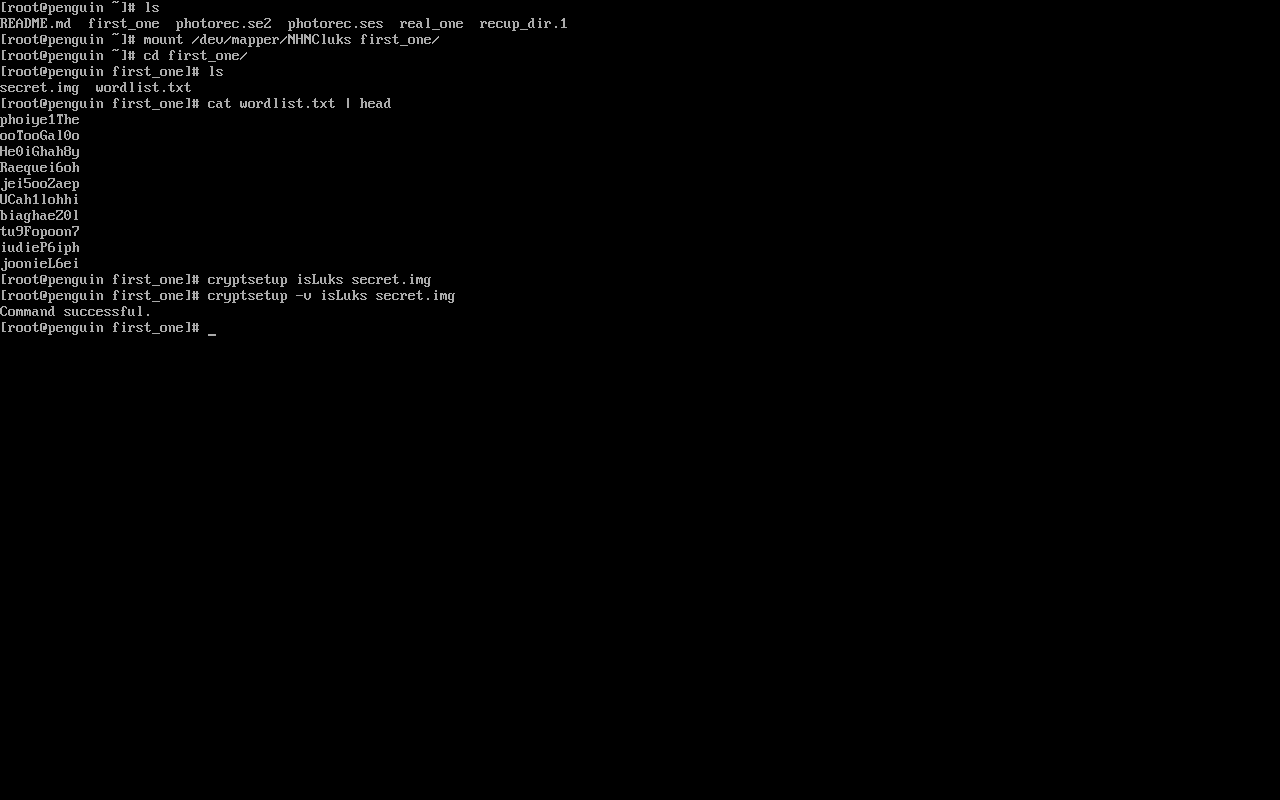 [root@penguin ~]# ls
README.md  first_one  photorec.se2  photorec.ses  real_one  recup_dir.1
[root@penguin ~]# mount /dev/mapper/NHNCluks first_one/
[root@penguin ~]# cd first_one/
[root@penguin first_one]# ls
secret.img  wordlist.txt
[root@penguin first_one]# cat wordlist.txt | head
phoiye1The
ooTooGal0o
He0iGhah8y
Raequei6oh
jei5ooZaep
UCah1lohhi
biaghaeZ0l
tu9Fopoon7
iudieP6iph
joonieL6ei
[root@penguin first_one]# cryptsetup isLuks secret.img
[root@penguin first_one]# cryptsetup -v isLuks secret.img
Command successful.
[root@penguin first_one]# _